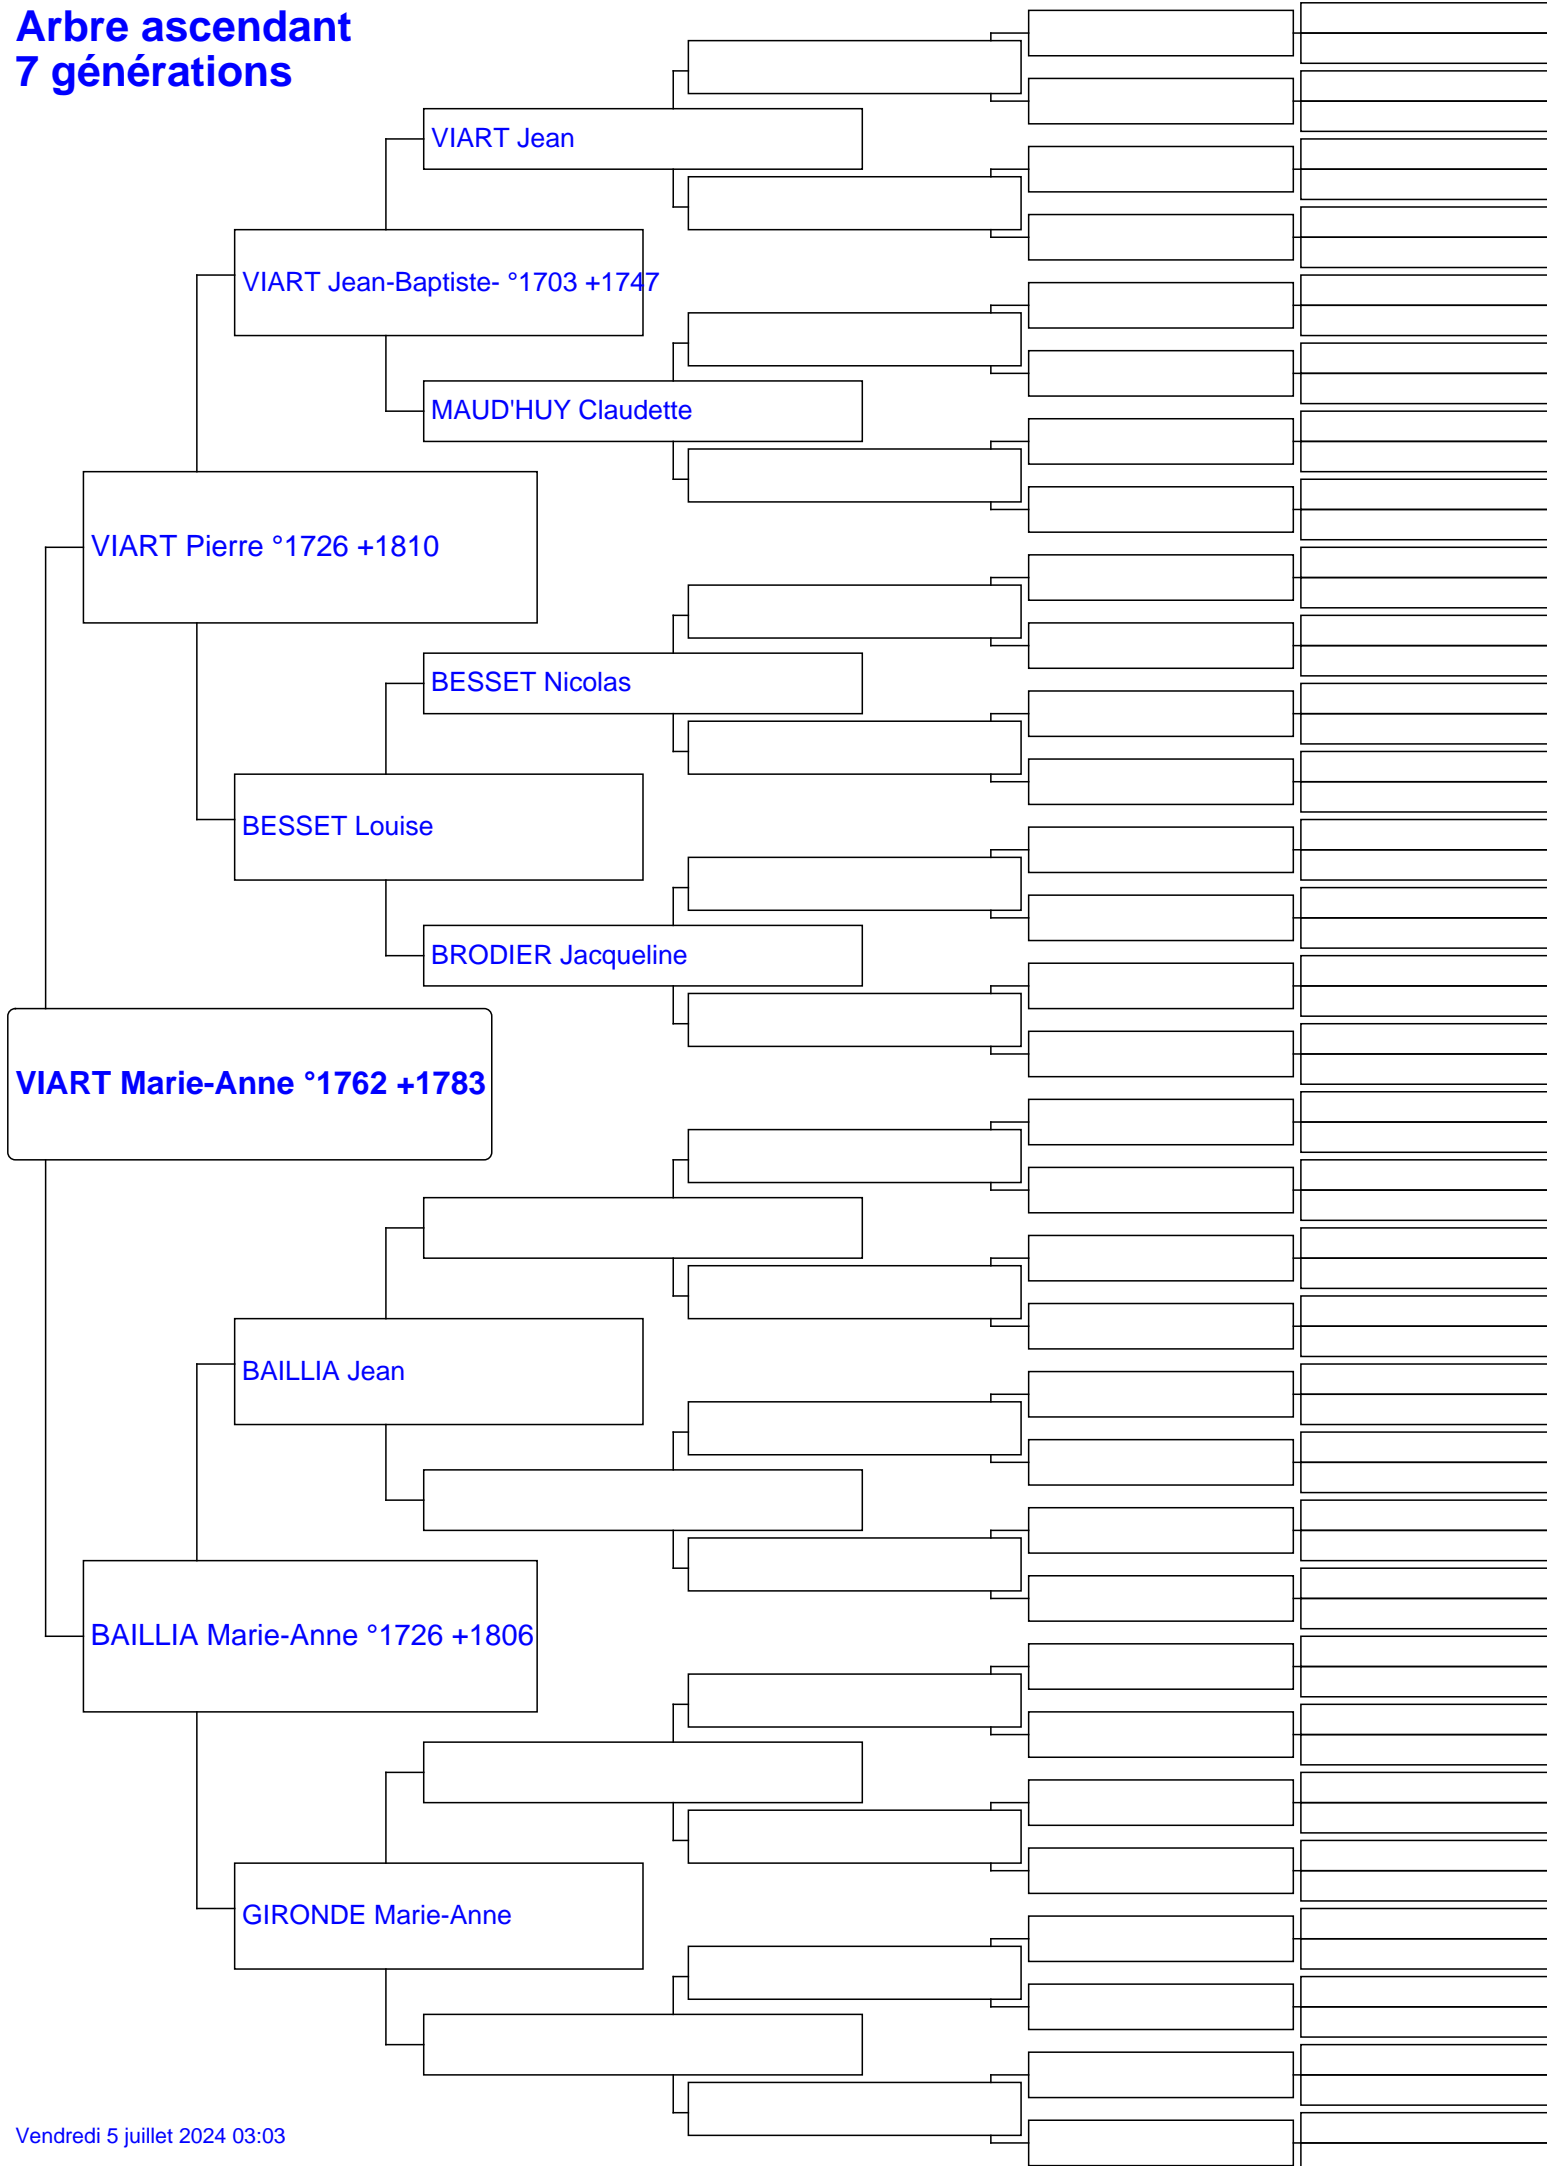 Arbre ascendant
7 générations
VIART Jean
VIART Jean-Baptiste- °1703 +1747
MAUD'HUY Claudette
VIART Pierre °1726 +1810
BESSET Nicolas
BESSET Louise
BRODIER Jacqueline
VIART Marie-Anne °1762 +1783
BAILLIA Jean
BAILLIA Marie-Anne °1726 +1806
GIRONDE Marie-Anne
Vendredi 5 juillet 2024 03:03